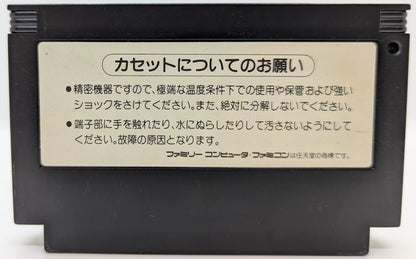 カセットについてのお願い
●精密機器ですので、極端な温度条件下での使用や保管および強い
ショックをさけてください。また、絶対に分解しないでください。
●端子部に手を触れたり、水にぬらしたりして汚さないようにして
ください。故障の原因となります。
ファミリー コンピュータ・ファミコンは任天堂の商標です。